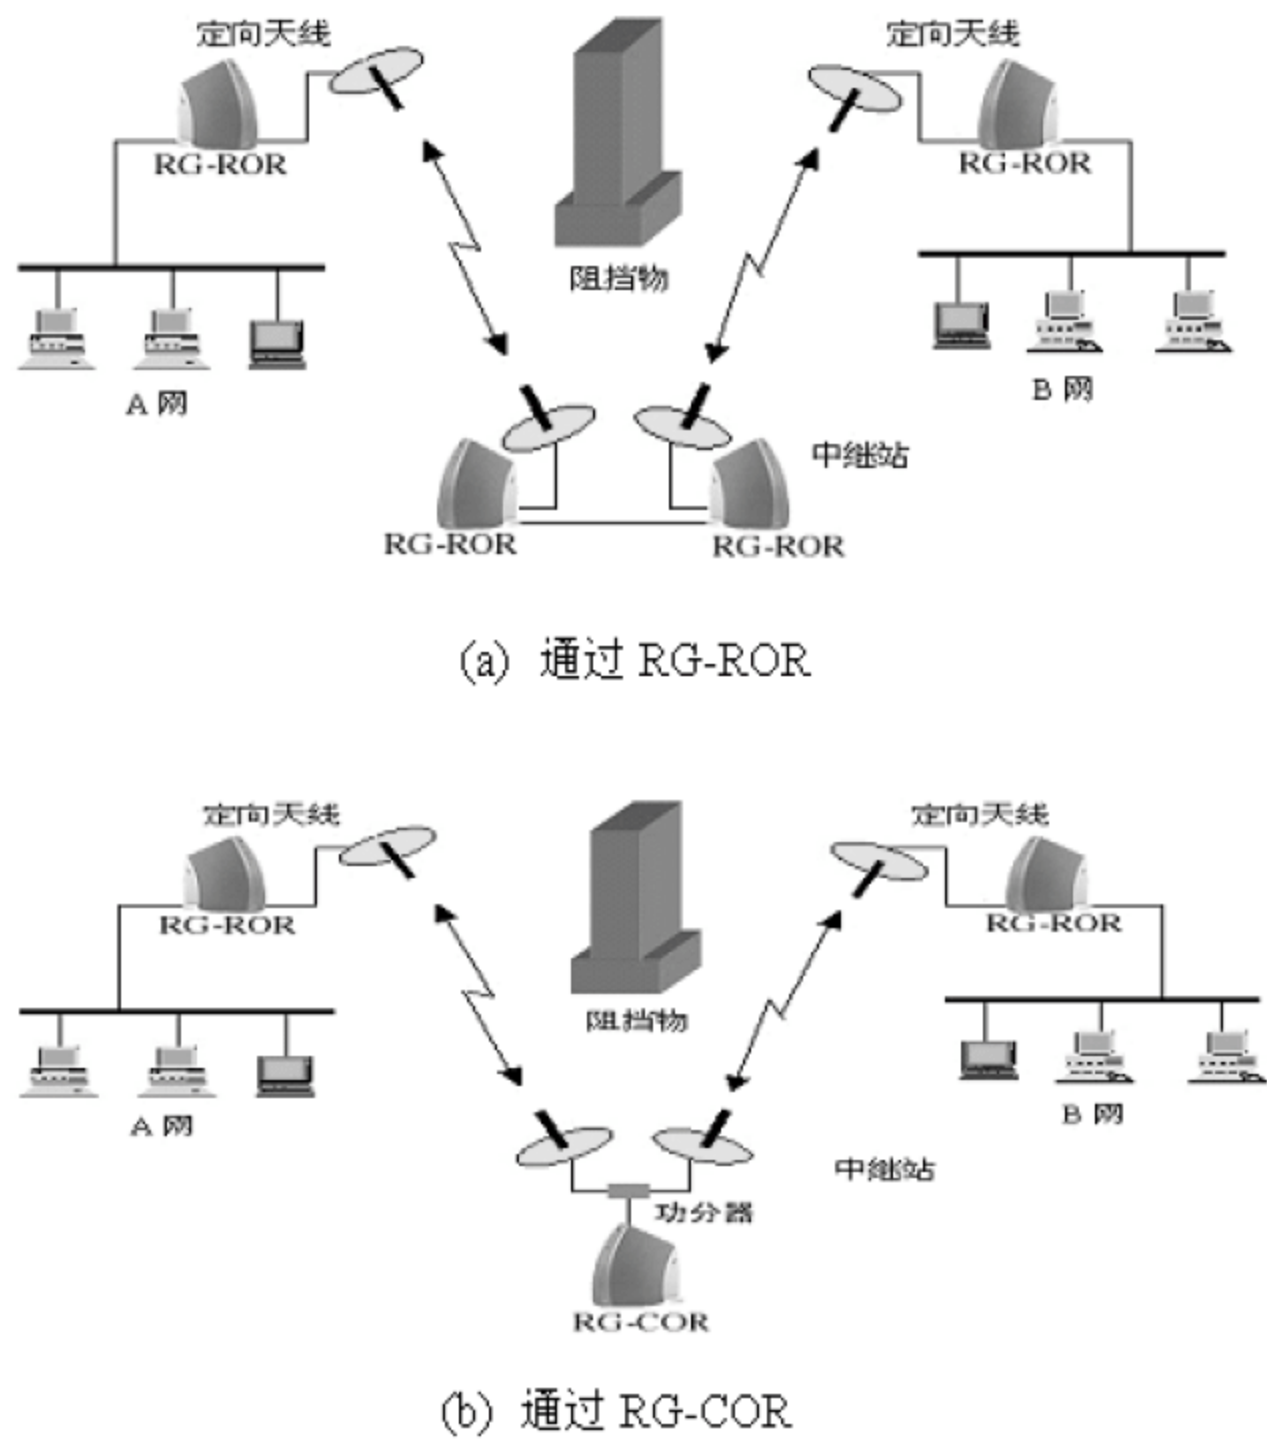 定向天线
定向天线
RG-ROR
RG-ROR
阻挡物
A 网
B 网
中继站
RG-ROR
RG-ROR
(a) 通过 RG-ROR
定向天线
定向天线
RG-ROR
RG-ROR
阻挡物
A 网
B 网
中继站
功分器
RG-COR
(b) 通过 RG-COR